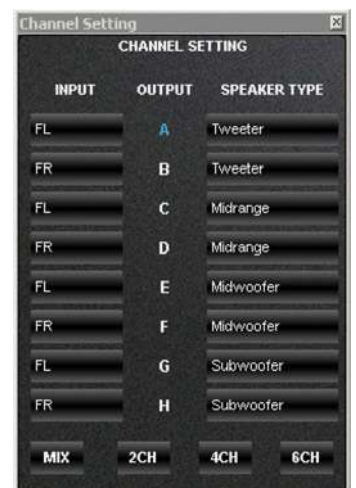 Channel Setting
CHANNEL SETTING
INPUT OUTPUT SPEAKER TYPE
FL A Tweeter
FR B Tweeter
FL C Midrange
FR D Midrange
FL E Midwoofer
FR F Midwoofer
FL G Subwoofer
FR H Subwoofer
MIX 2CH 4CH 6CH